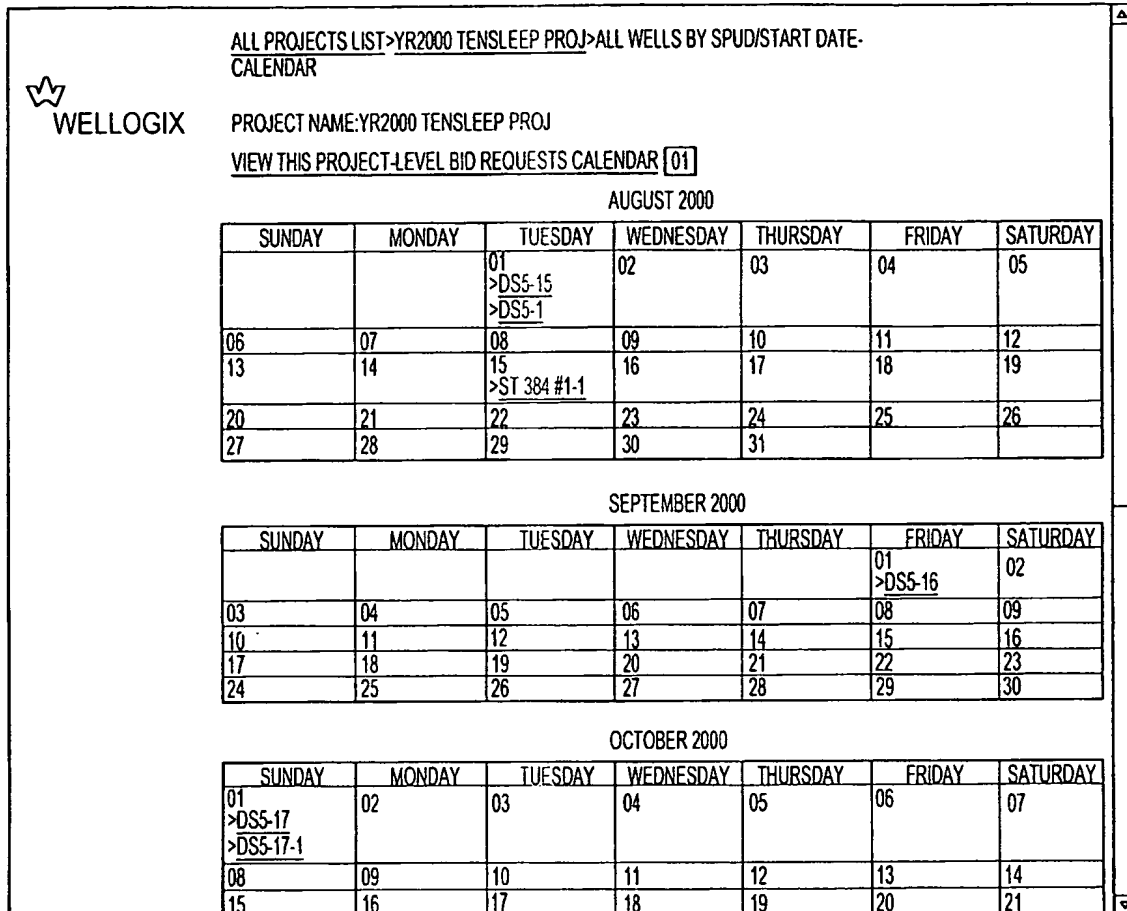 ALL PROJECTS LIST>YR2000 TENSLEEP PROJ>ALL WELLS BY SPUD/START DATE-
CALENDAR
WELLOGIX
PROJECT NAME:YR2000 TENSLEEP PROJ
VIEW THIS PROJECT-LEVEL BID REQUESTS CALENDAR 01
AUGUST 2000
SUNDAY MONDAY TUESDAY WEDNESDAY THURSDAY FRIDAY SATURDAY
01 02 03 04 05
>DS5-15
>DS5-1
06 07 08 09 10 11 12
13 14 15 16 17 18 19
>ST 384 #1-1
20 21 22 23 24 25 26
27 28 29 30 31
SEPTEMBER 2000
SUNDAY MONDAY TUESDAY WEDNESDAY THURSDAY FRIDAY SATURDAY
01 02
>DS5-16
03 04 05 06 07 08 09
10 11 12 13 14 15 16
17 18 19 20 21 22 23
24 25 26 27 28 29 30
OCTOBER 2000
SUNDAY MONDAY TUESDAY WEDNESDAY THURSDAY FRIDAY SATURDAY
01 02 03 04 05 06 07
>DS5-17
>DS5-17-1
08 09 10 11 12 13 14
15 16 17 18 19 20 21